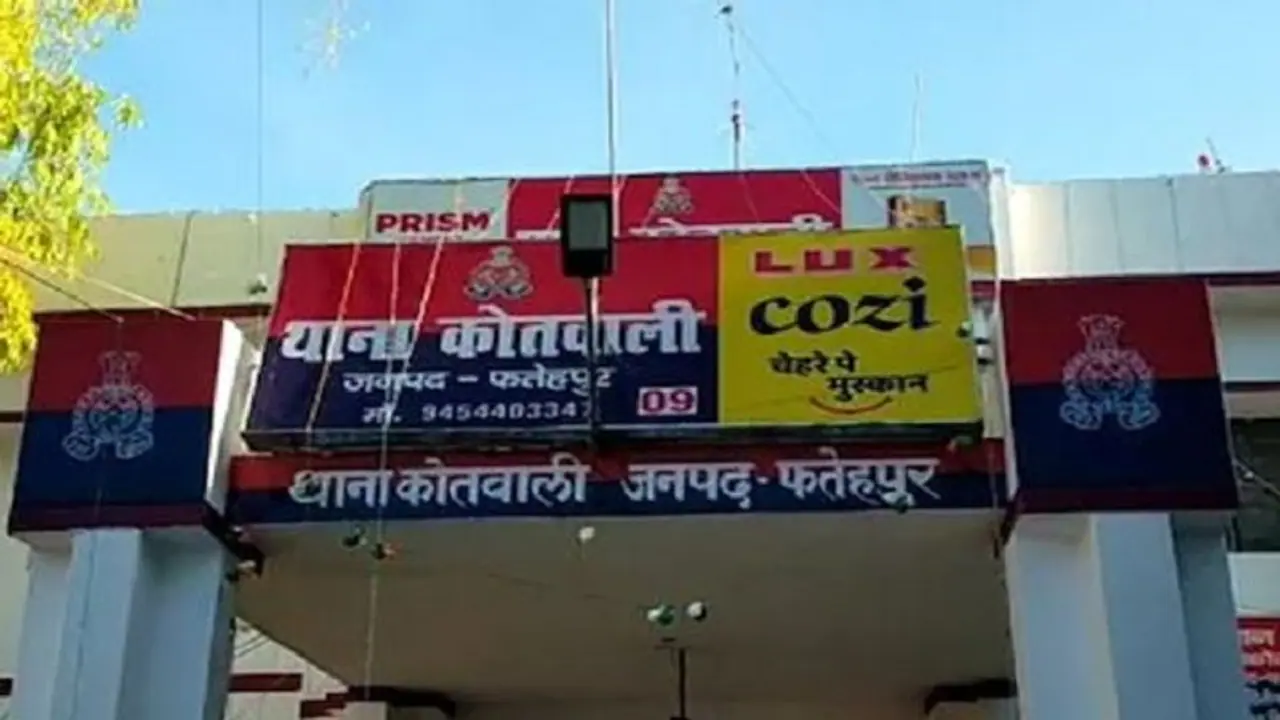 PRISM
LUX
cozi
चेहरे पे
मुस्कान
थाना कोतवाली
जनपद - फतेहपुर
मो. 9454403347
09
थाना कोतवाली जनपद - फतेहपुर